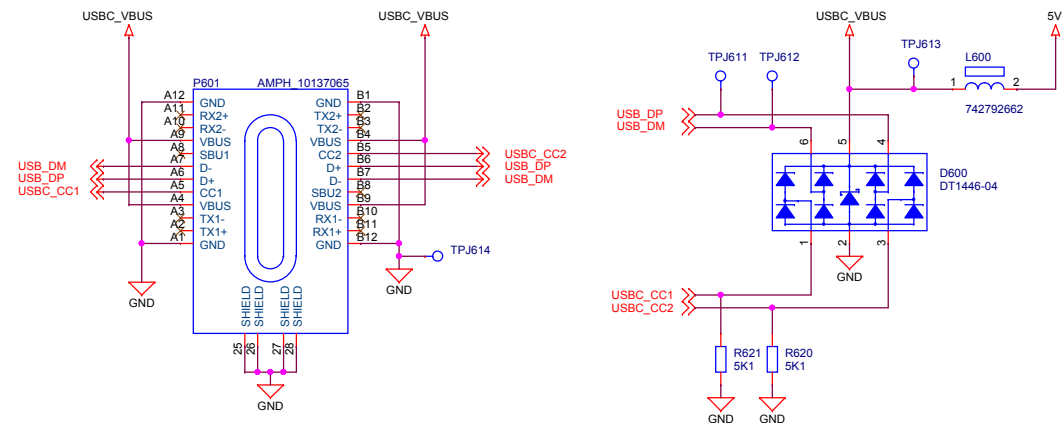 USBC_VBUS
USBC_VBUS
P601
AMPH_10137065
A12 GND
A11 RX2+
A10 RX2-
A9 VBUS
A8 SBU1
USB_DM A7 D-
USB_DP A6 D+
USBC_CC1 A5 CC1
A4 VBUS
A3 TX1-
A2 TX1+
A1 GND
GND B1
TX2+ B2
TX2- B3
VBUS B4
CC2 B5 USBC_CC2
D+ B6 USB_DP
D- B7 USB_DM
SBU2 B8
VBUS B9
RX1- B10
RX1+ B11
GND B12
TPJ614
GND
GND
SHIELD
SHIELD
SHIELD
SHIELD
25
26
27
28
GND
USBC_VBUS
5V
TPJ611
TPJ612
TPJ613
L600
1
2
742792662
USB_DP
USB_DM
6
5
4
D600
DT1446-04
1
2
3
GND
USBC_CC1
USBC_CC2
R621
5K1
R620
5K1
GND
GND